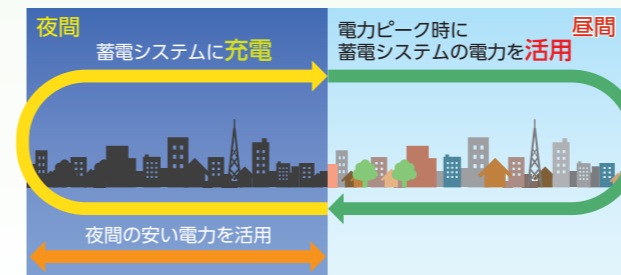 夜間
蓄電システムに充電
電力ピーク時に
蓄電システムの電力を活用
昼間
夜間の安い電力を活用